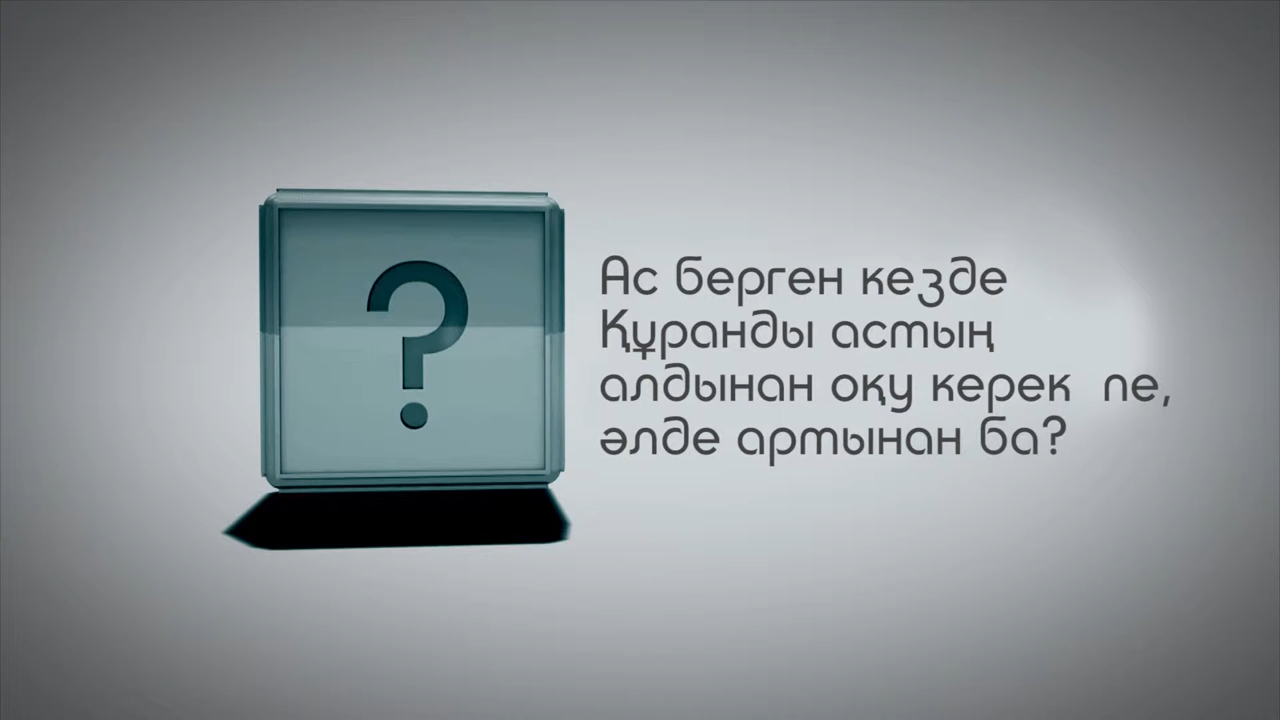 ?
Ас берген кезде
Құранды астың
алдынан оқу керек пе,
әлде артынан ба?